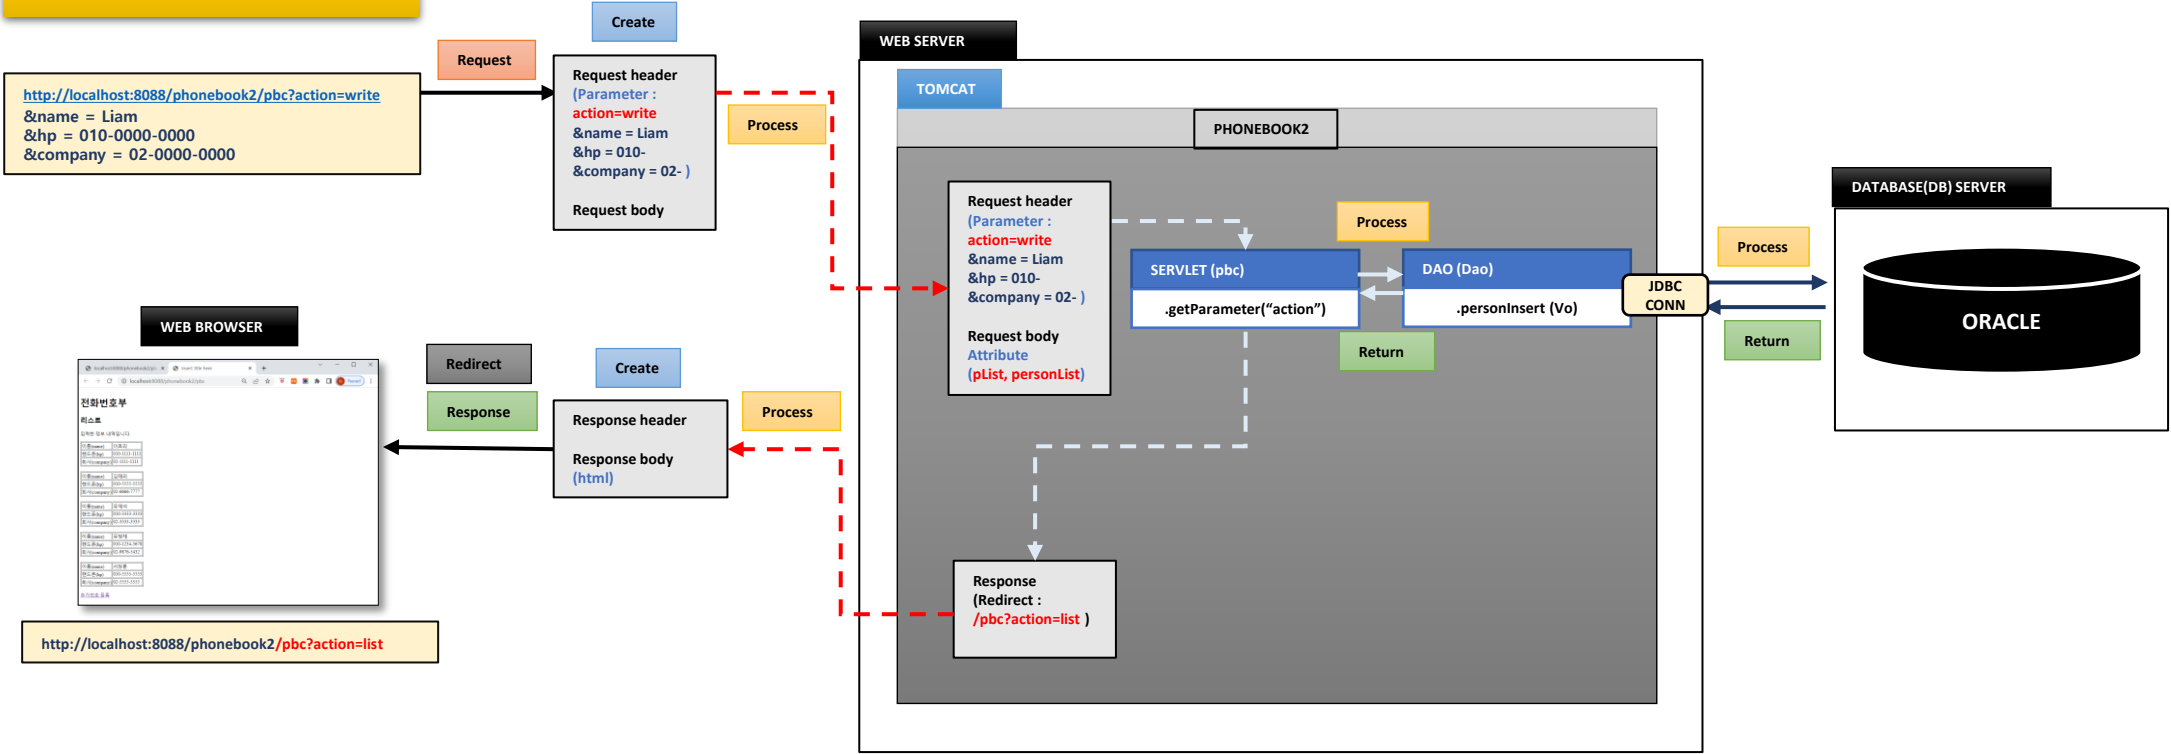 Create
Request
http://localhost:8088/phonebook2/pbc?action=write
&name = Liam
&hp = 010-0000-0000
&company = 02-0000-0000
Request header
(Parameter :
action=write
&name = Liam
&hp = 010-
&company = 02- )
Request body
Process
WEB SERVER
TOMCAT
PHONEBOOK2
Request header
(Parameter :
action=write
&name = Liam
&hp = 010-
&company = 02- )
Request body
Attribute
(pList, personList)
Process
SERVLET (pbc)
.getParameter(“action”)
DAO (Dao)
.personInsert (Vo)
Return
JDBC
CONN
Process
Return
DATABASE(DB) SERVER
ORACLE
WEB BROWSER
전화번호부
리스트
Redirect
Response
Create
Response header
Response body
(html)
Process
Response
(Redirect :
/pbc?action=list )
http://localhost:8088/phonebook2/pbc?action=list